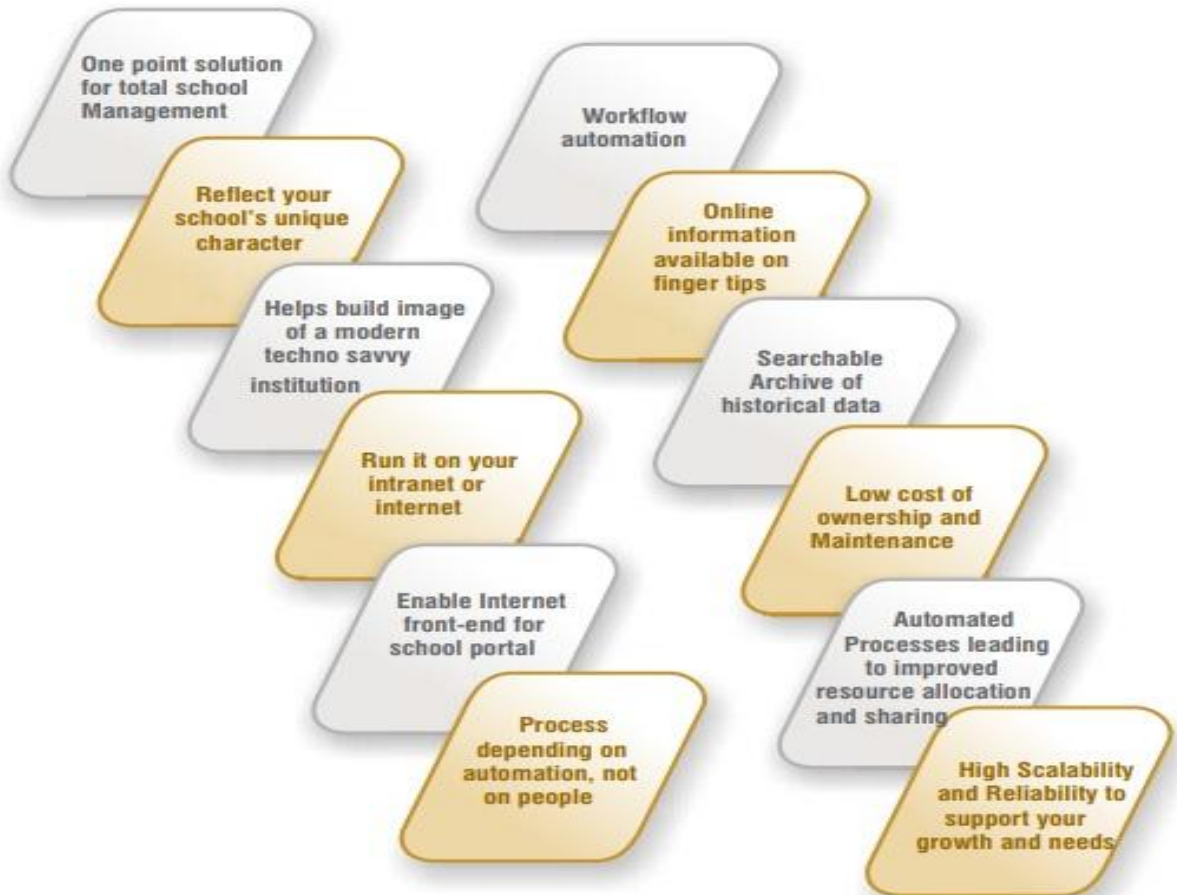 One point solution
for total school
Management
Reflect your
school's unique
character
Helps build image
of a modern
techno savvy
institution
Run it on your
intranet or
internet
Enable Internet
front-end for
school portal
Process
depending on
automation, not
on people
Workflow
automation
Online
information
available on
finger tips
Searchable
Archive of
historical data
Low cost of
ownership and
Maintenance
Automated
Processes leading
to improved
resource allocation
and sharing
High Scalability
and Reliability to
support your
growth and needs